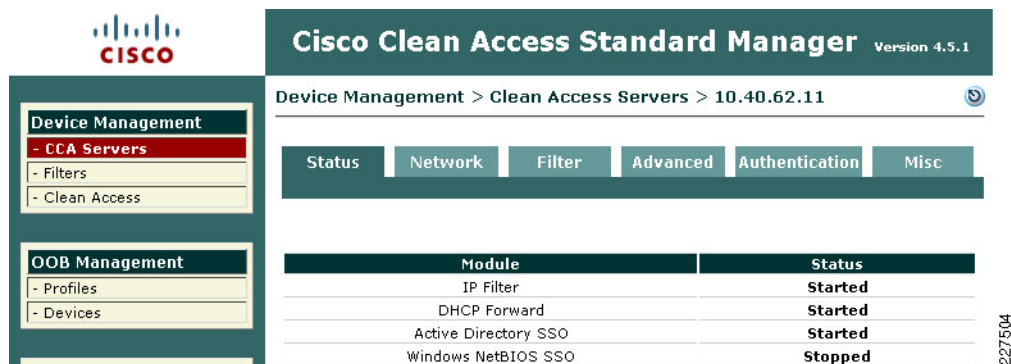 CISCO
Cisco Clean Access Standard Manager Version 4.5.1
Device Management > Clean Access Servers > 10.40.62.11
Device Management
- CCA Servers
- Filters
- Clean Access
OOB Management
- Profiles
- Devices
Status Network Filter Advanced Authentication Misc
Module Status
IP Filter Started
DHCP Forward Started
Active Directory SSO Started
Windows NetBIOS SSO Stopped
227504